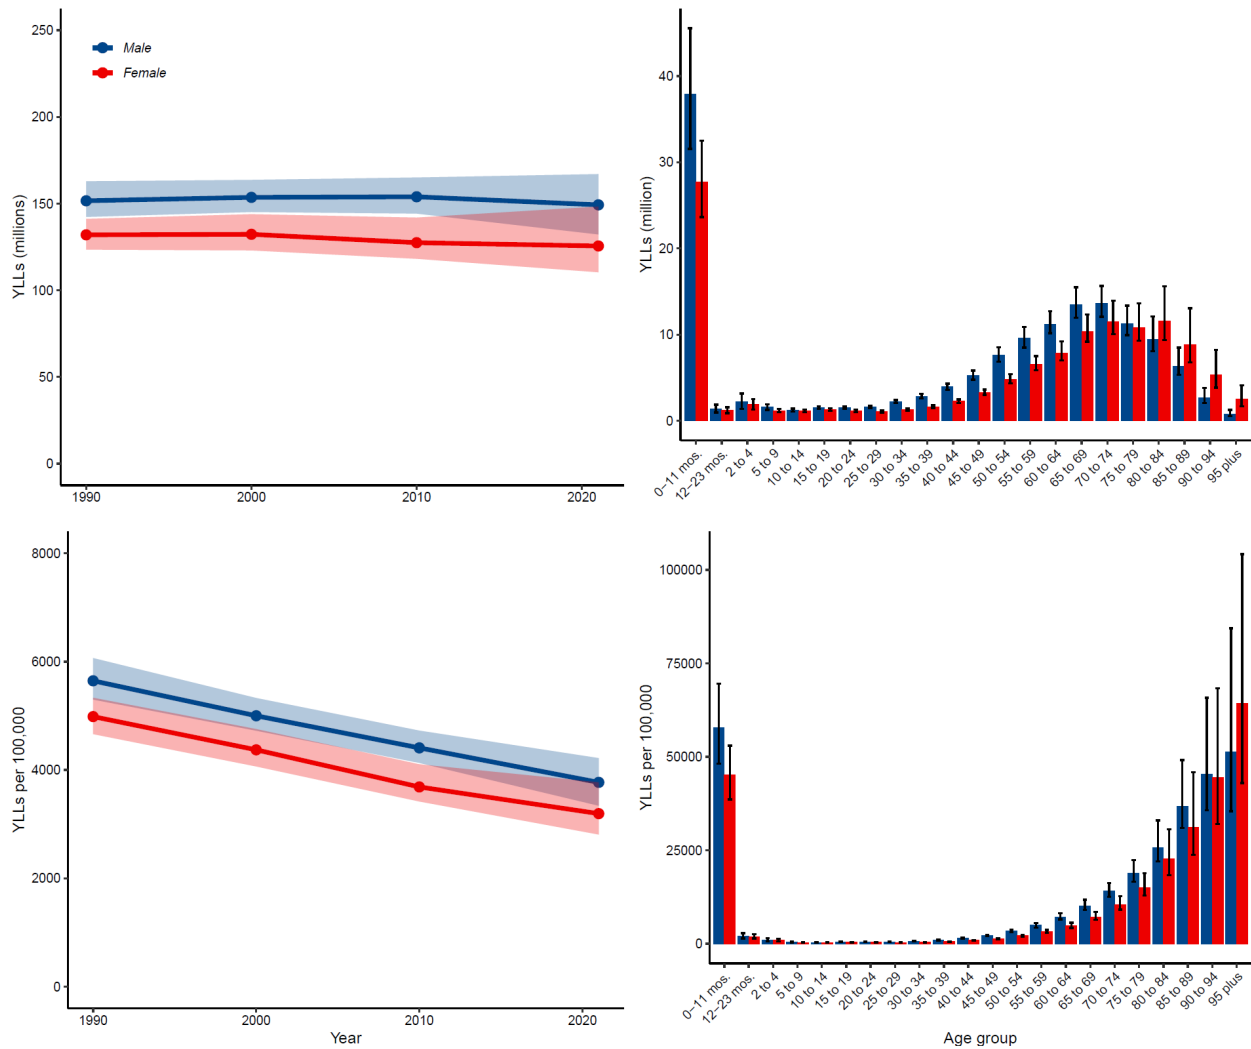 YLLs (millions)
250
200
150
100
50
0
Male
Female
1990
2000
2010
2020
YLLs (million)
40
30
20
10
0
0−11 mos.
12−23 mos.
2 to 4
5 to 9
10 to 14
15 to 19
20 to 24
25 to 29
30 to 34
35 to 39
40 to 44
45 to 49
50 to 54
55 to 59
60 to 64
65 to 69
70 to 74
75 to 79
80 to 84
85 to 89
90 to 94
95 plus
YLLs per 100,000
8000
6000
4000
2000
0
1990
2000
2010
2020
Year
YLLs per 100,000
100000
75000
50000
25000
0
0−11 mos.
12−23 mos.
2 to 4
5 to 9
10 to 14
15 to 19
20 to 24
25 to 29
30 to 34
35 to 39
40 to 44
45 to 49
50 to 54
55 to 59
60 to 64
65 to 69
70 to 74
75 to 79
80 to 84
85 to 89
90 to 94
95 plus
Age group